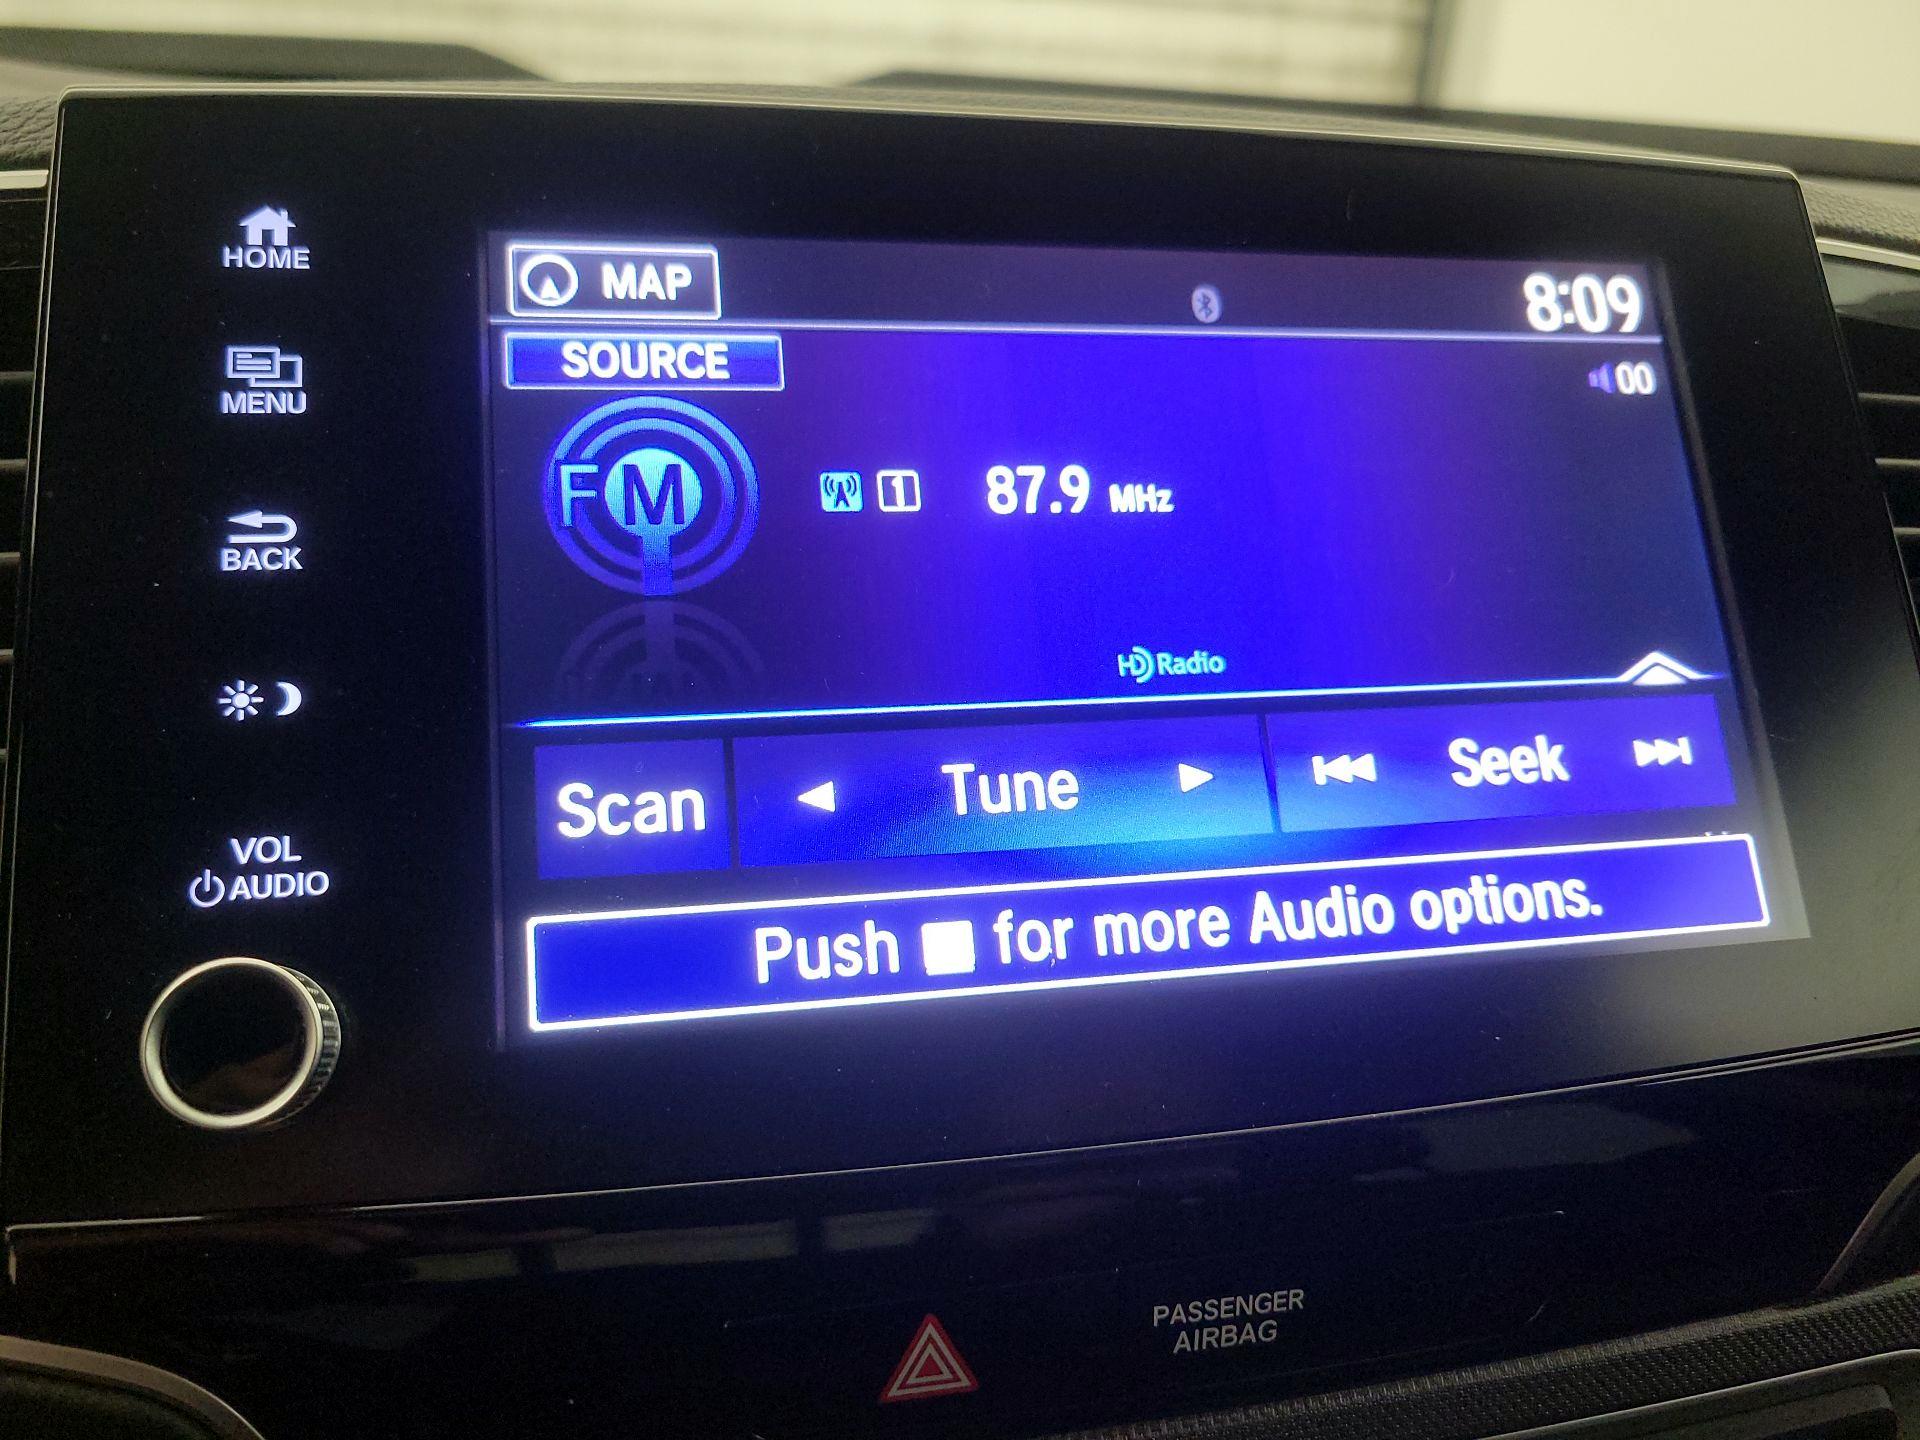 HOME
MENU
BACK
VOL
AUDIO
MAP
8:09
SOURCE
00
FM
1 87.9 MHz
HD Radio
Scan
Tune
Seek
Push for more Audio options.
PASSENGER
AIRBAG